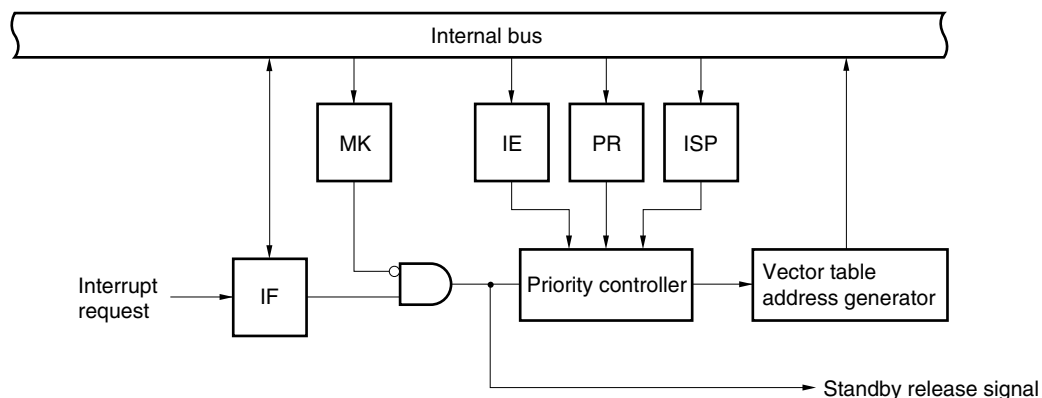 Internal bus
MK
IE
PR
ISP
Interrupt
request
IF
Priority controller
Vector table
address generator
Standby release signal